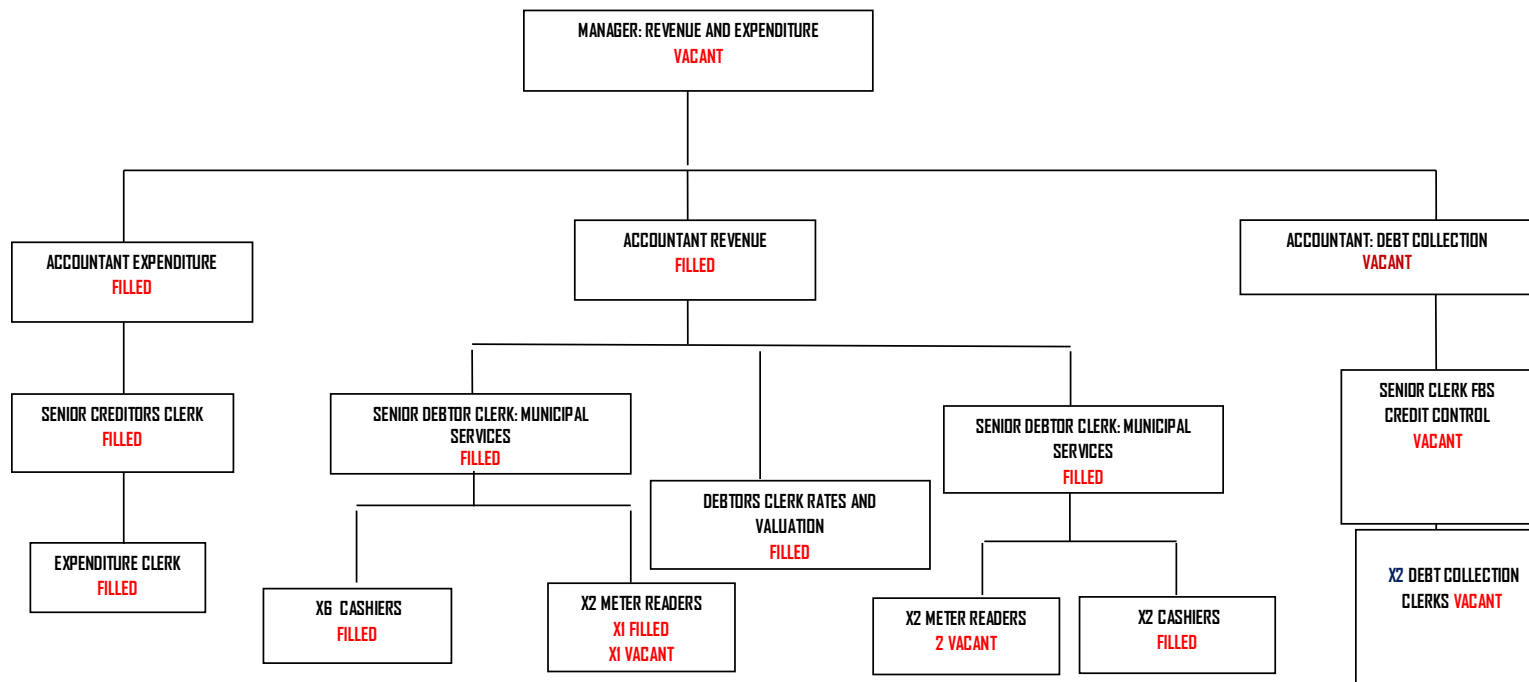 MANAGER: REVENUE AND EXPENDITURE
VACANT
ACCOUNTANT EXPENDITURE
FILLED
ACCOUNTANT REVENUE
FILLED
ACCOUNTANT: DEBT COLLECTION
VACANT
SENIOR CREDITORS CLERK
FILLED
SENIOR DEBTOR CLERK: MUNICIPAL
SERVICES
FILLED
DEBTORS CLERK RATES AND
VALUATION
FILLED
SENIOR DEBTOR CLERK: MUNICIPAL
SERVICES
FILLED
SENIOR CLERK FBS
CREDIT CONTROL
VACANT
EXPENDITURE CLERK
FILLED
X6 CASHIERS
FILLED
X2 METER READERS
X1 FILLED
X1 VACANT
X2 METER READERS
2 VACANT
X2 CASHIERS
FILLED
X2 DEBT COLLECTION
CLERKS VACANT